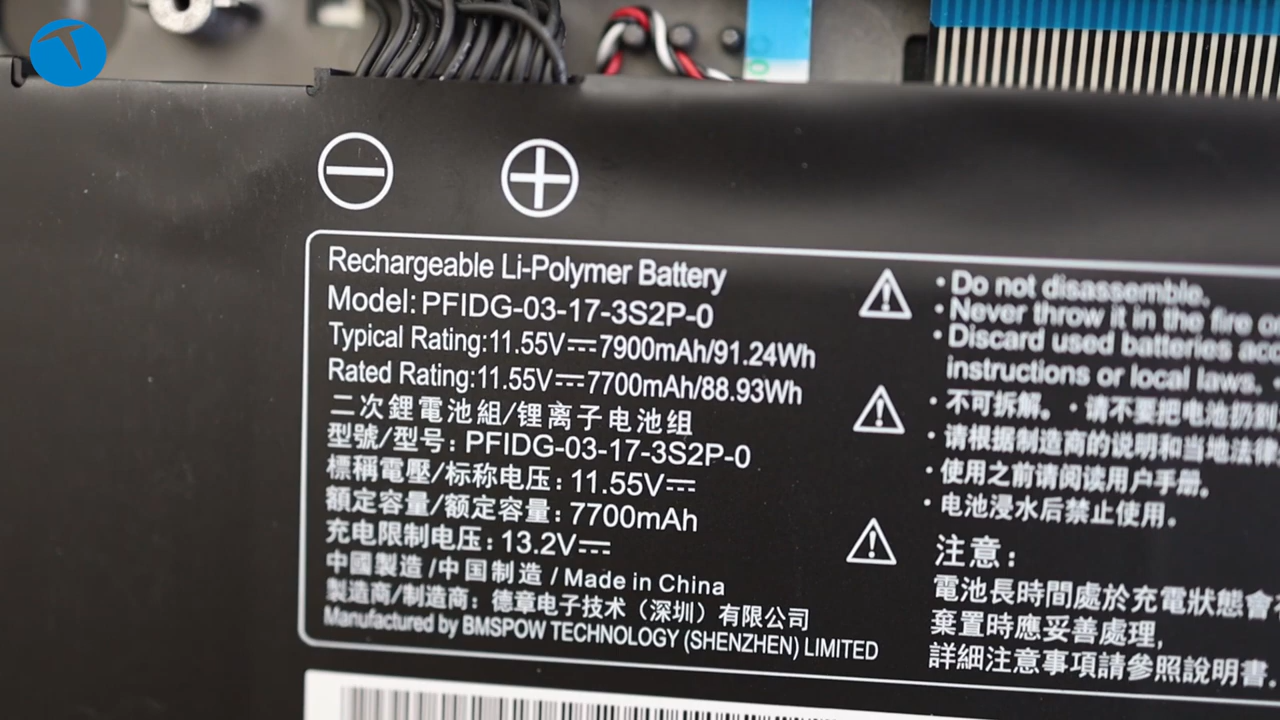 Rechargeable Li-Polymer Battery
Model: PFIDG-03-17-3S2P-0
Typical Rating:11.55V⎓7900mAh/91.24Wh
Rated Rating:11.55V⎓7700mAh/88.93Wh
二次鋰電池組/锂离子电池组
型號/型号: PFIDG-03-17-3S2P-0
標稱電壓/标称电压: 11.55V⎓
額定容量/额定容量: 7700mAh
充电限制电压: 13.2V⎓
中國製造 /中国制造 / Made in China
製造商/制造商: 德章电子技术（深圳）有限公司
Manufactured by BMSPOW TECHNOLOGY (SHENZHEN) LIMITED
• Do not disassemble.
• Never throw it in the fire
• Discard used batteries
instructions or local laws.
• 不可拆解。 • 请不要把电池扔到
• 请根据制造商的说明和当地法律
• 使用之前请阅读用户手册。
• 电池浸水后禁止使用。
注意：
電池長時間處於充電狀態會
棄置時應妥善處理,
詳細注意事項請參照說明書.